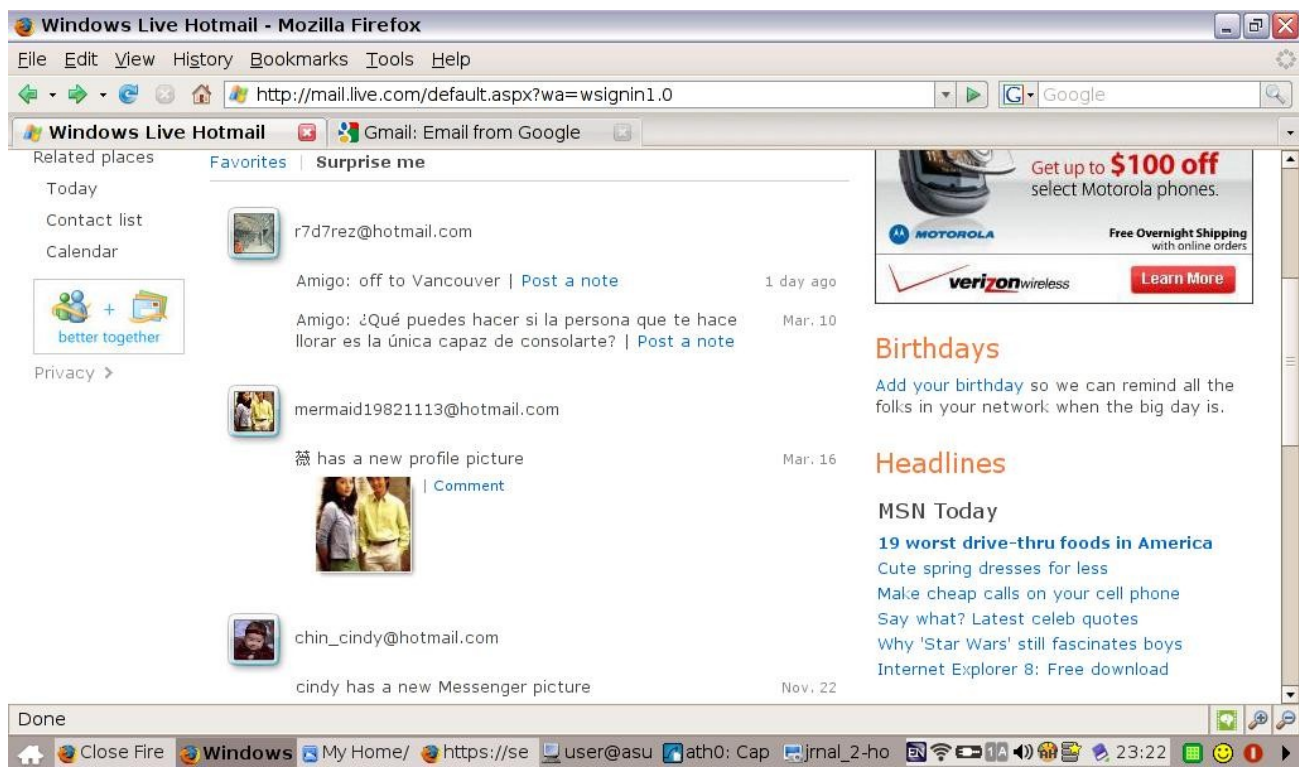 Windows Live Hotmail - Mozilla Firefox
File Edit View History Bookmarks Tools Help
http://mail.live.com/default.aspx?wa=wsignin1.0
G Google
Windows Live Hotmail
Gmail: Email from Google
Related places
Today
Contact list
Calendar
+
better together
Privacy >
Favorites | Surprise me
r7d7rez@hotmail.com
Amigo: off to Vancouver | Post a note 1 day ago
Amigo: ¿Qué puedes hacer si la persona que te hace Mar. 10
llorar es la única capaz de consolarte? | Post a note
mermaid19821113@hotmail.com
薇 has a new profile picture Mar. 16
| Comment
chin_cindy@hotmail.com
cindy has a new Messenger picture Nov. 22
Get up to $100 off
select Motorola phones.
MOTOROLA
Free Overnight Shipping
with online orders
verizonwireless
Learn More
Birthdays
Add your birthday so we can remind all the
folks in your network when the big day is.
Headlines
MSN Today
19 worst drive-thru foods in America
Cute spring dresses for less
Make cheap calls on your cell phone
Say what? Latest celeb quotes
Why 'Star Wars' still fascinates boys
Internet Explorer 8: Free download
Done
Close Fire Windows My Home/ https://se user@asu ath0: Cap jrnal_2-ho EN 1A 23:22